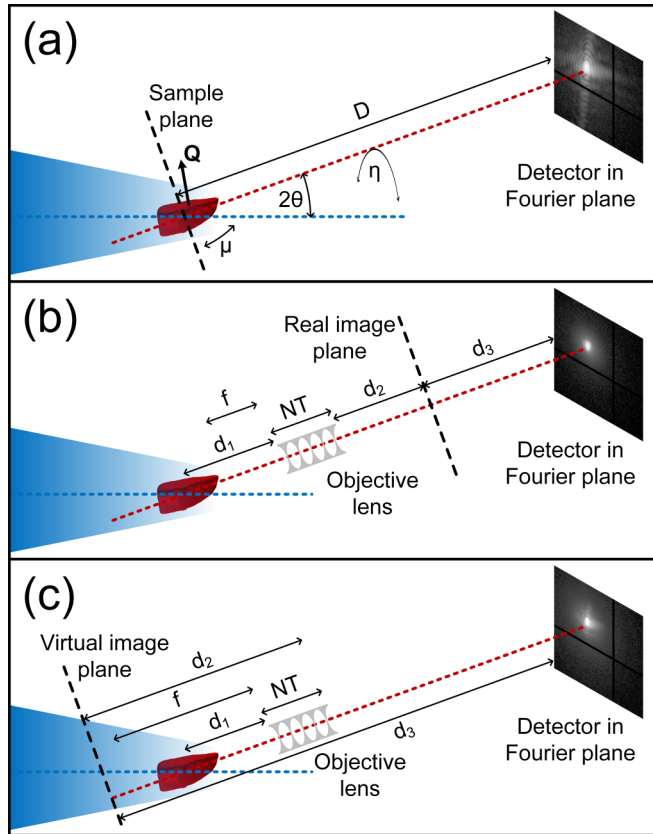 (a)
Sample
plane
D
Q
η
2θ
μ
Detector in
Fourier plane
(b)
Real image
plane
d3
f
NT
d2
d1
Objective
lens
Detector in
Fourier plane
(c)
Virtual image
plane
d2
f
NT
d1
d3
Objective
lens
Detector in
Fourier plane